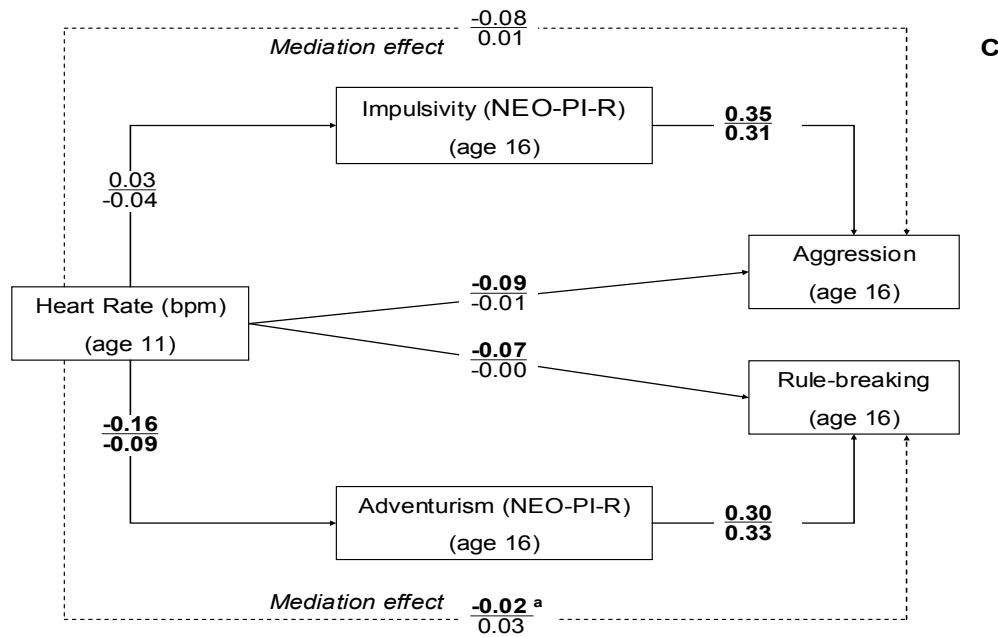 -0.08
0.01
Mediation effect
C
Impulsivity (NEO-PI-R)
(age 16)
0.35
0.31
0.03
-0.04
Aggression
(age 16)
-0.09
-0.01
Heart Rate (bpm)
(age 11)
-0.07
-0.00
Rule-breaking
(age 16)
-0.16
-0.09
Adventurism (NEO-PI-R)
(age 16)
0.30
0.33
Mediation effect
-0.02 a
0.03